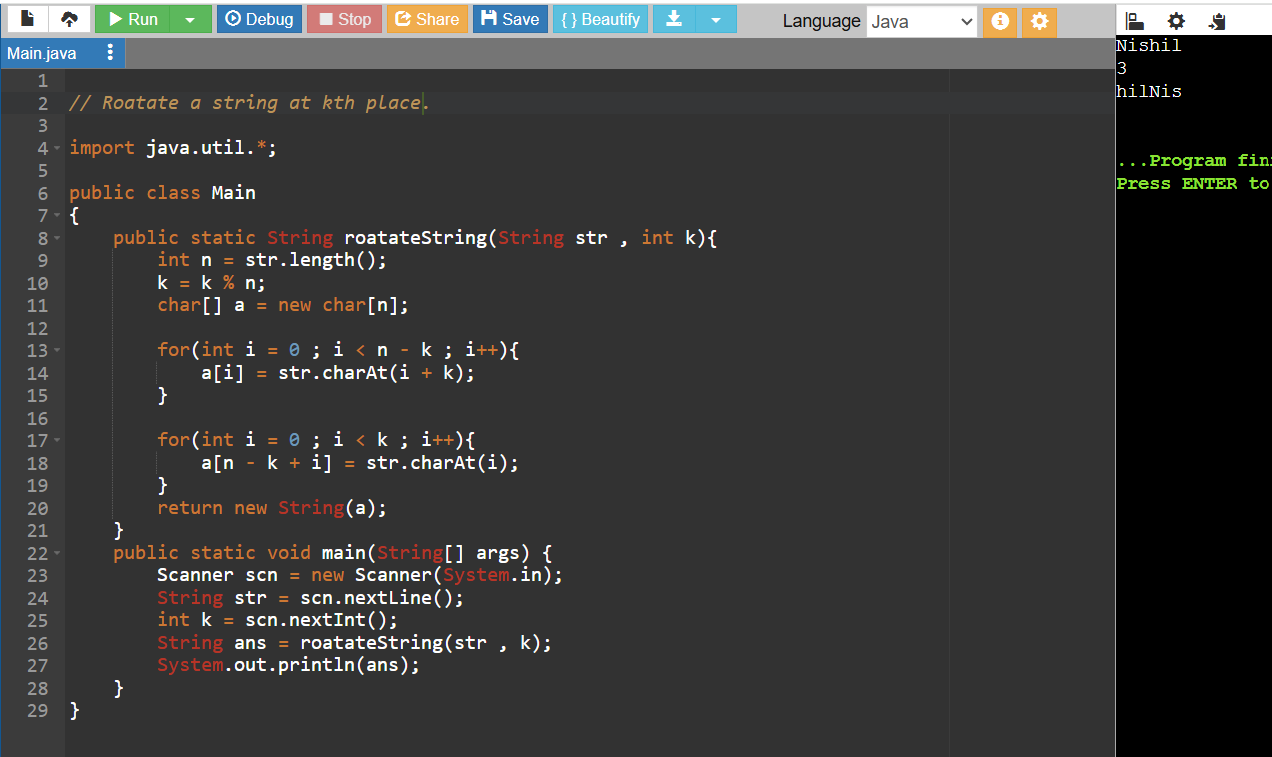 Run Debug Stop Share Save { } Beautify Language Java
Main.java
1
2 // Roatate a string at kth place.
3
4 import java.util.*;
5
6 public class Main
7 {
8 public static String roatateString(String str , int k){
9 int n = str.length();
10 k = k % n;
11 char[] a = new char[n];
12
13 for(int i = 0 ; i < n - k ; i++){
14 a[i] = str.charAt(i + k);
15 }
16
17 for(int i = 0 ; i < k ; i++){
18 a[n - k + i] = str.charAt(i);
19 }
20 return new String(a);
21 }
22 public static void main(String[] args) {
23 Scanner scn = new Scanner(System.in);
24 String str = scn.nextLine();
25 int k = scn.nextInt();
26 String ans = roatateString(str , k);
27 System.out.println(ans);
28 }
29 }
Nishil
3
hilNis
...Program fini
Press ENTER to